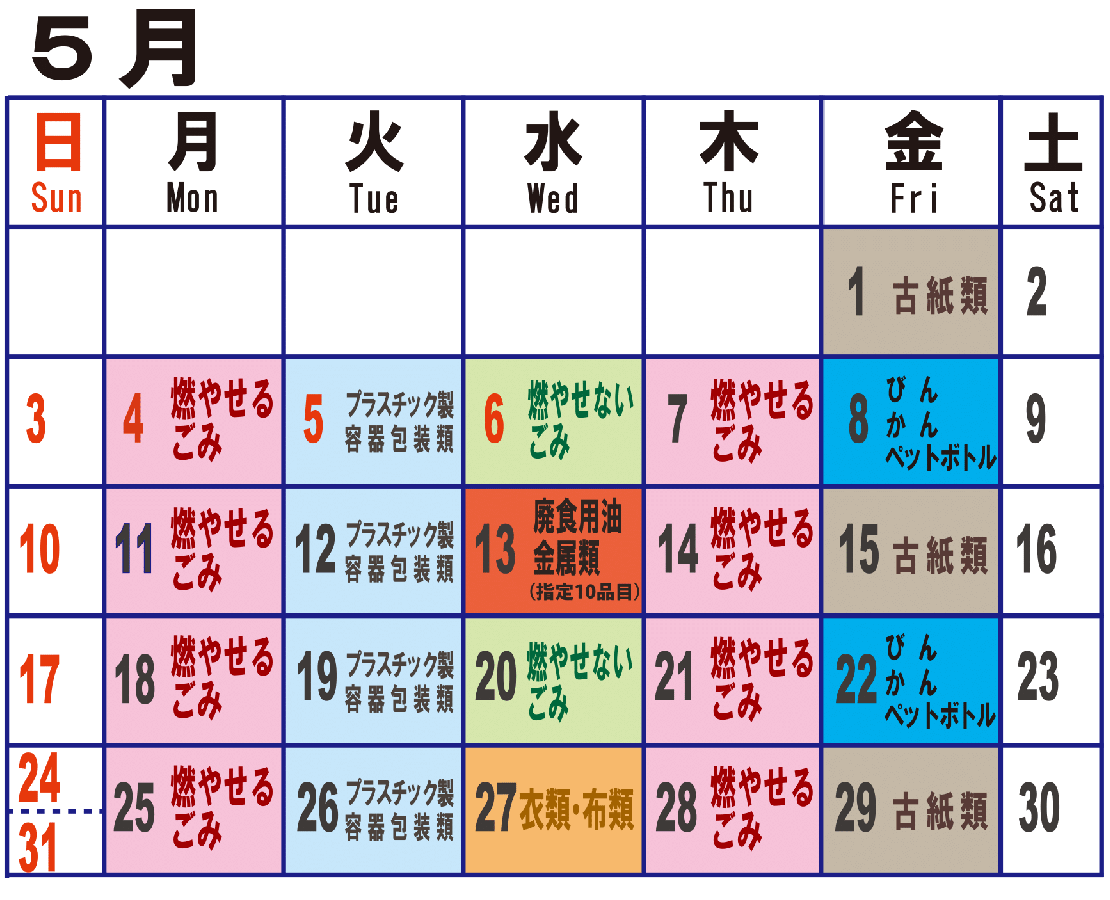 5月
日 月 火 水 木 金 土
Sun Mon Tue Wed Thu Fri Sat
1 古紙類
2
3
4 燃やせる
ごみ
5 プラスチック製
容器包装類
6 燃やせない
ごみ
7 燃やせる
ごみ
8 びん
かん
ペットボトル
9
10
11 燃やせる
ごみ
12 プラスチック製
容器包装類
13 廃食用油
金属類
(指定10品目)
14 燃やせる
ごみ
15 古紙類
16
17
18 燃やせる
ごみ
19 プラスチック製
容器包装類
20 燃やせない
ごみ
21 燃やせる
ごみ
22 びん
かん
ペットボトル
23
24
31
25 燃やせる
ごみ
26 プラスチック製
容器包装類
27 衣類・布類
28 燃やせる
ごみ
29 古紙類
30